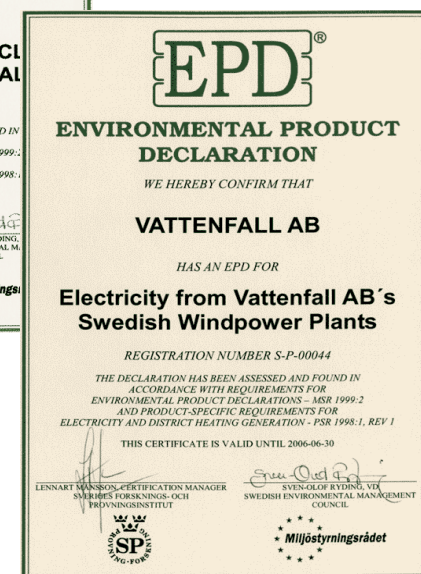 CL
AL
D IN
999:2
998:1
DING,
AL M
ngs
EPD®
ENVIRONMENTAL PRODUCT
DECLARATION
WE HEREBY CONFIRM THAT
VATTENFALL AB
HAS AN EPD FOR
Electricity from Vattenfall AB´s
Swedish Windpower Plants
REGISTRATION NUMBER S-P-00044
THE DECLARATION HAS BEEN ASSESSED AND FOUND IN
ACCORDANCE WITH REQUIREMENTS FOR
ENVIRONMENTAL PRODUCT DECLARATIONS – MSR 1999:2
AND PRODUCT-SPECIFIC REQUIREMENTS FOR
ELECTRICITY AND DISTRICT HEATING GENERATION - PSR 1998:1, REV 1
THIS CERTIFICATE IS VALID UNTIL 2006-06-30
LENNART MÅNSSON, CERTIFICATION MANAGER
SVERIGES FORSKNINGS- OCH
PROVNINGSINSTITUT
SVEN-OLOF RYDING, VD
SWEDISH ENVIRONMENTAL MANAGEMENT
COUNCIL
SP
PROVNING·FORSKNING
Miljöstyrningsrådet